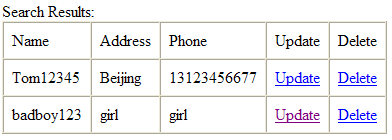 Search Results:
Name Address Phone Update Delete
Tom12345 Beijing 13123456677 Update Delete
badboy123 girl girl Update Delete